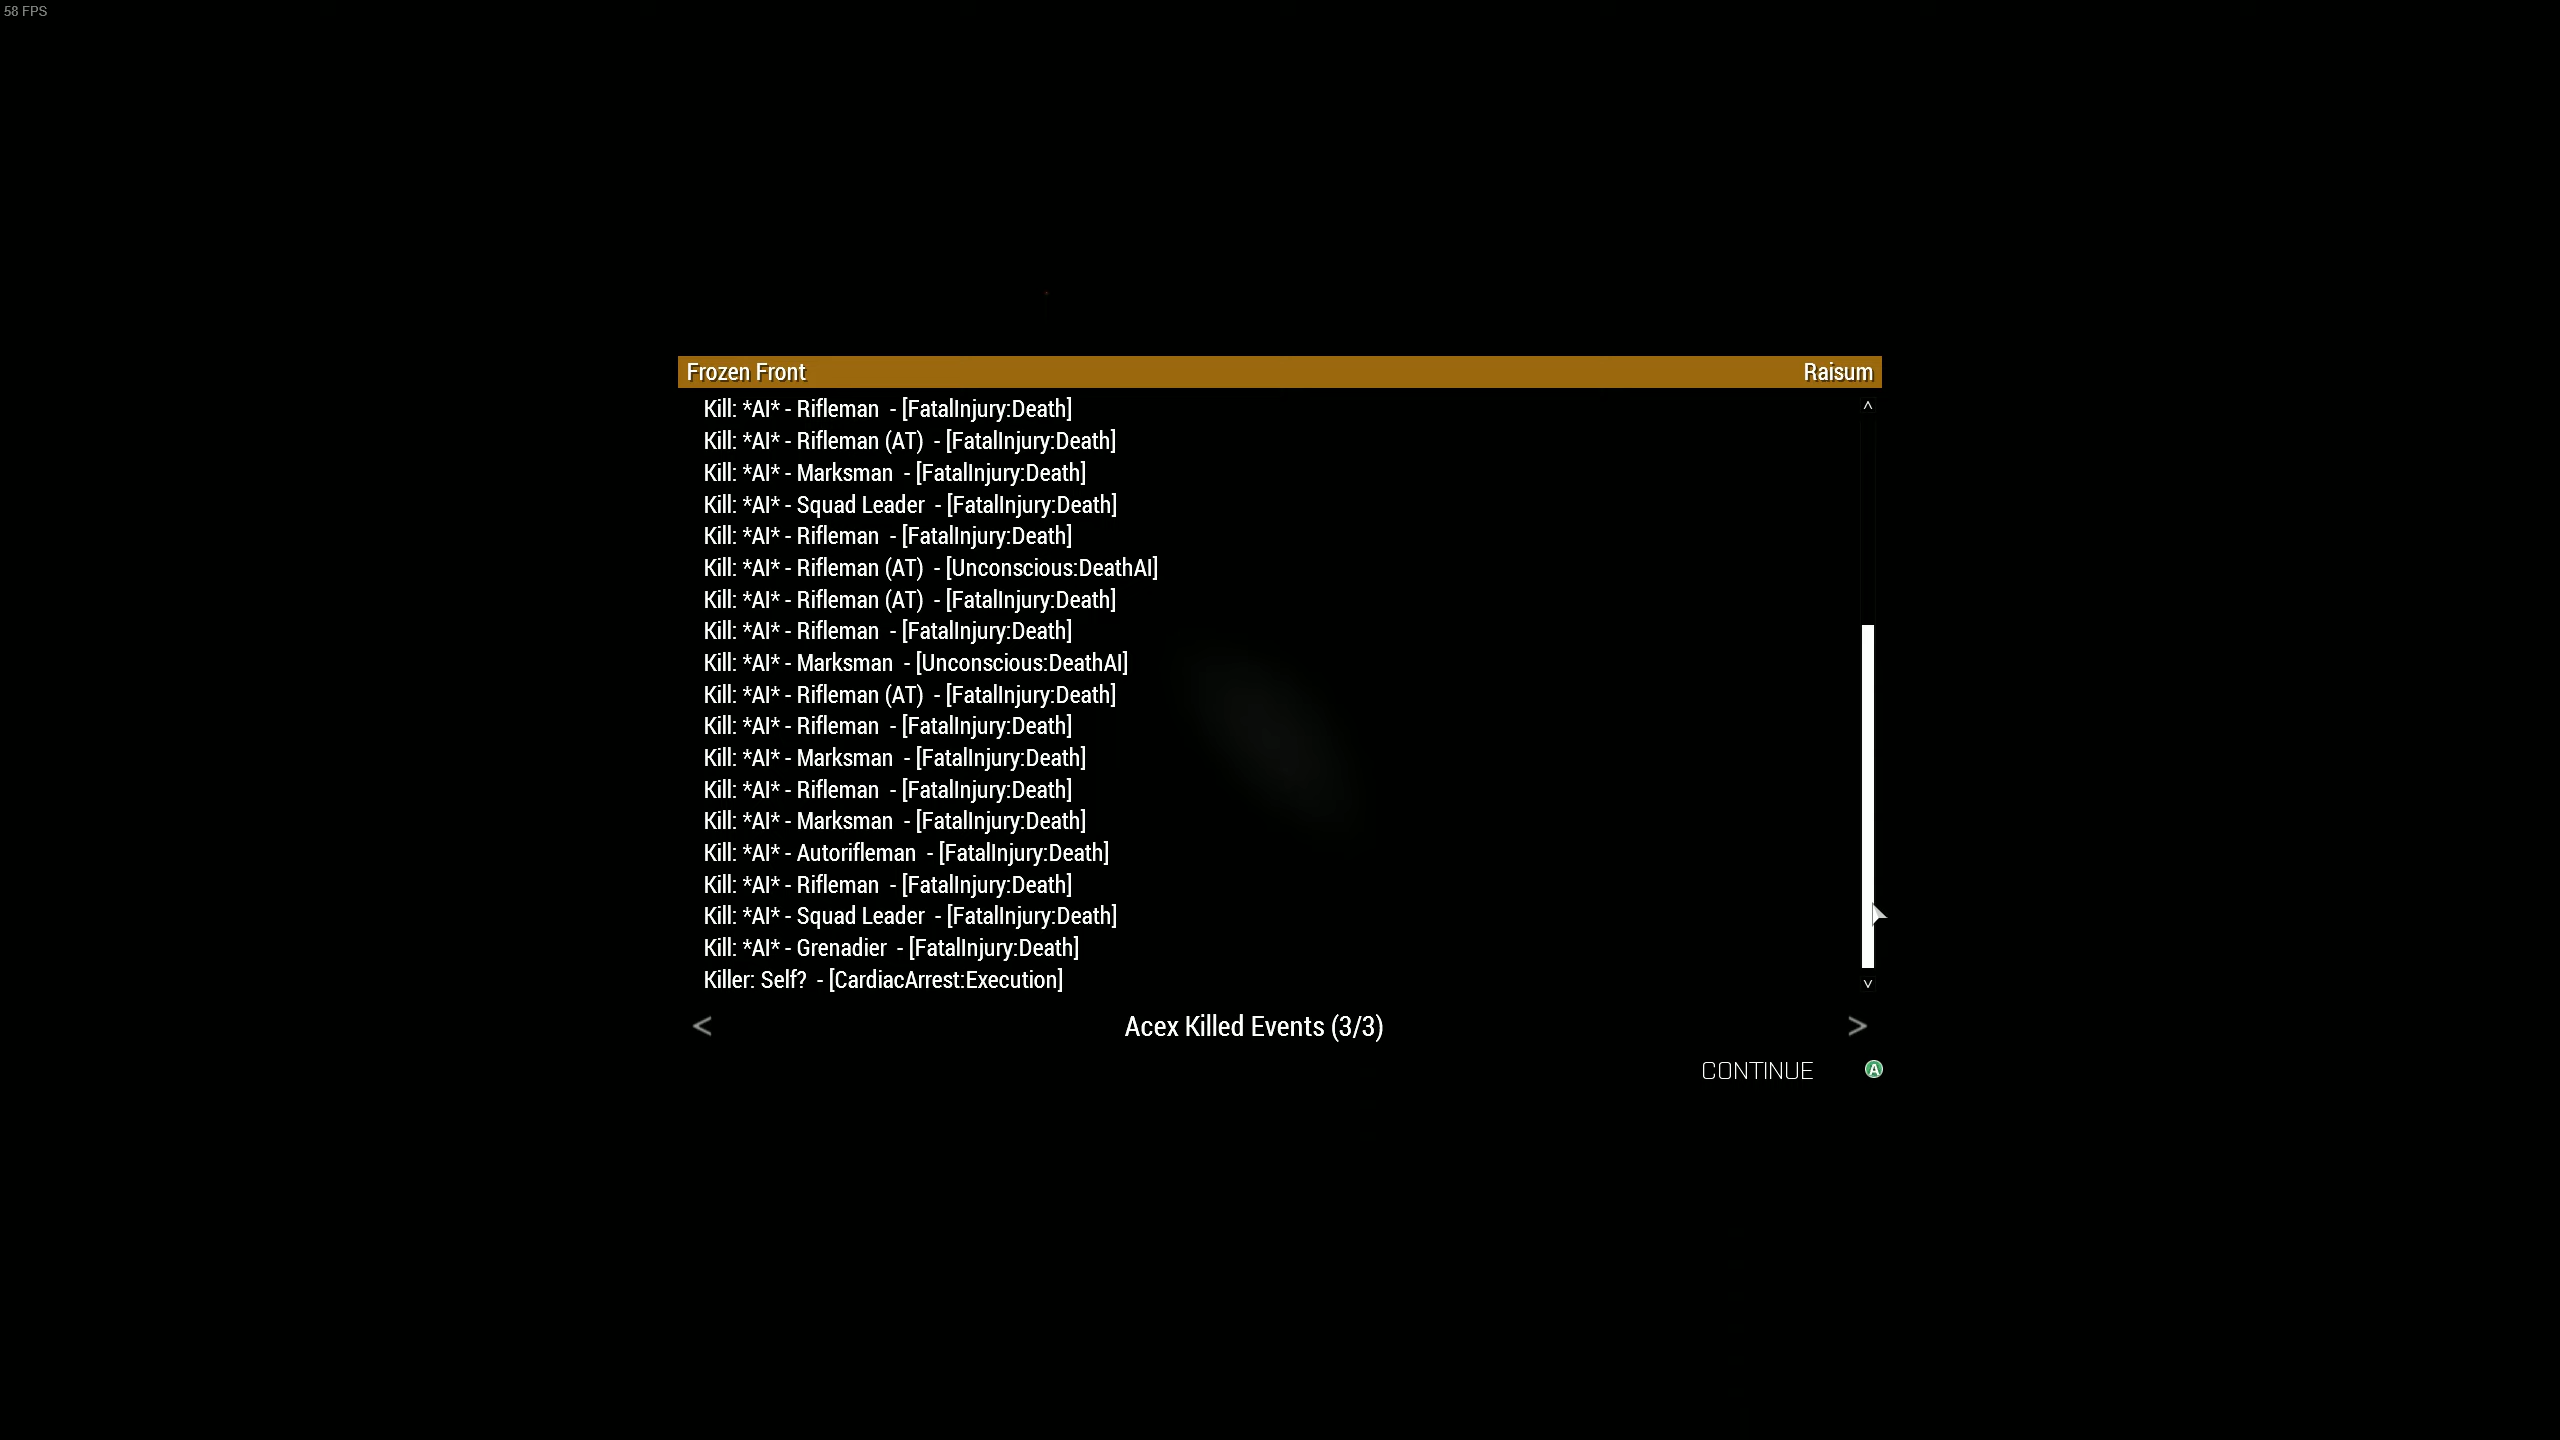 58 FPS
Frozen Front Raisum
Kill: *AI* - Rifleman - [FatalInjury:Death]
Kill: *AI* - Rifleman (AT) - [FatalInjury:Death]
Kill: *AI* - Marksman - [FatalInjury:Death]
Kill: *AI* - Squad Leader - [FatalInjury:Death]
Kill: *AI* - Rifleman - [FatalInjury:Death]
Kill: *AI* - Rifleman (AT) - [Unconscious:DeathAI]
Kill: *AI* - Rifleman (AT) - [FatalInjury:Death]
Kill: *AI* - Rifleman - [FatalInjury:Death]
Kill: *AI* - Marksman - [Unconscious:DeathAI]
Kill: *AI* - Rifleman (AT) - [FatalInjury:Death]
Kill: *AI* - Rifleman - [FatalInjury:Death]
Kill: *AI* - Marksman - [FatalInjury:Death]
Kill: *AI* - Rifleman - [FatalInjury:Death]
Kill: *AI* - Marksman - [FatalInjury:Death]
Kill: *AI* - Autorifleman - [FatalInjury:Death]
Kill: *AI* - Rifleman - [FatalInjury:Death]
Kill: *AI* - Squad Leader - [FatalInjury:Death]
Kill: *AI* - Grenadier - [FatalInjury:Death]
Killer: Self? - [CardiacArrest:Execution]
< Acex Killed Events (3/3) >
CONTINUE A